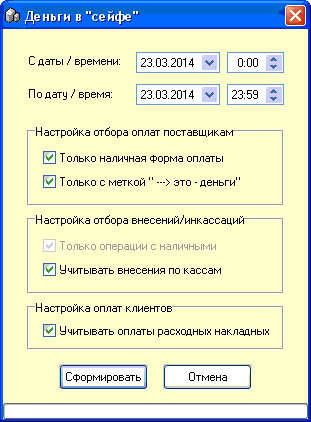 Деньги в "сейфе"
С даты / времени: 23.03.2014 0:00
По дату / время: 23.03.2014 23:59
Настройка отбора оплат поставщикам
Только наличная форма оплаты
Только с меткой " ---> это - деньги"
Настройка отбора внесений/инкассаций
Только операции с наличными
Учитывать внесения по кассам
Настройка оплат клиентов
Учитывать оплаты расходных накладных
Сформировать Отмена